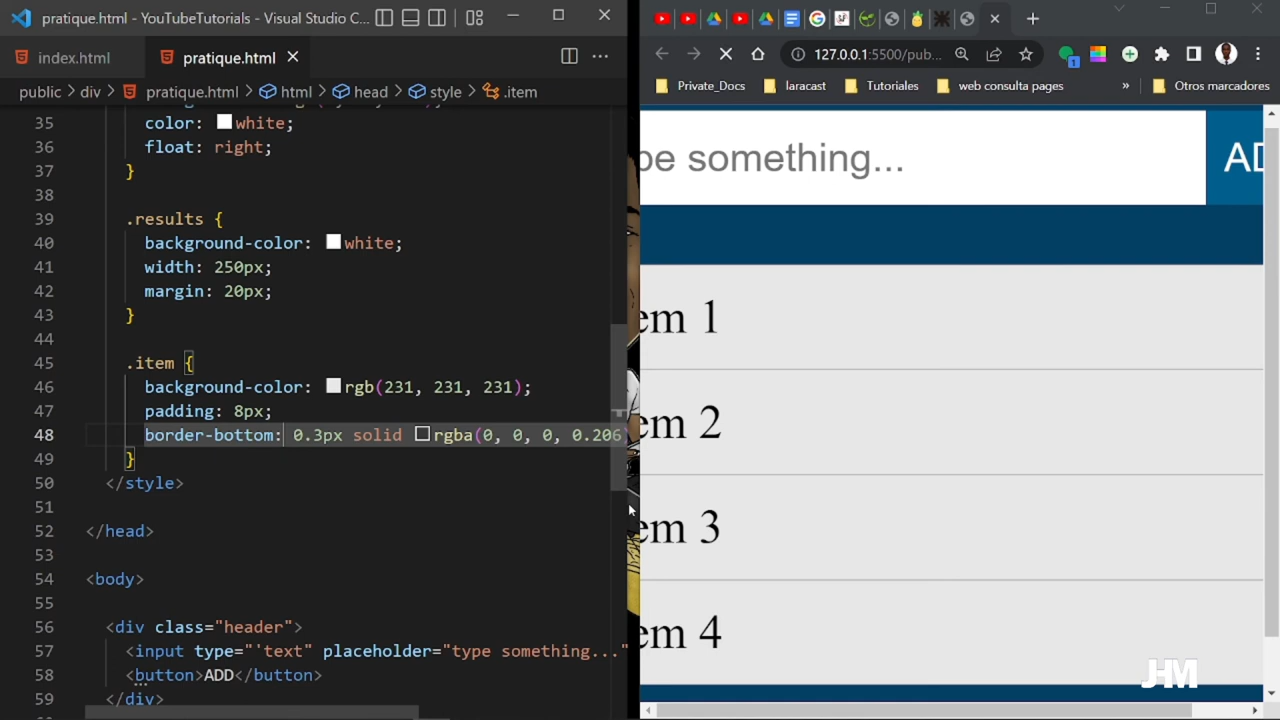 pratique.html - YouTubeTutorials - Visual Studio C...
index.html
pratique.html
public > div > pratique.html > html > head > style > .item
35 color: white;
36 float: right;
37 }
38
39 .results {
40 background-color: white;
41 width: 250px;
42 margin: 20px;
43 }
44
45 .item {
46 background-color: rgb(231, 231, 231);
47 padding: 8px;
48 border-bottom: 0.3px solid rgba(0, 0, 0, 0.206
49 }
50 </style>
51
52 </head>
53
54 <body>
55
56 <div class="header">
57 <input type="'text" placeholder="type something..."
58 <button>ADD</button>
59 </div>
127.0.0.1:5500/pub...
1
Private_Doc
laracast
Tutoriales
web consulta pages
»
Otros marcadores
pe something...
AD
em 1
em 2
em 3
em 4
JHM